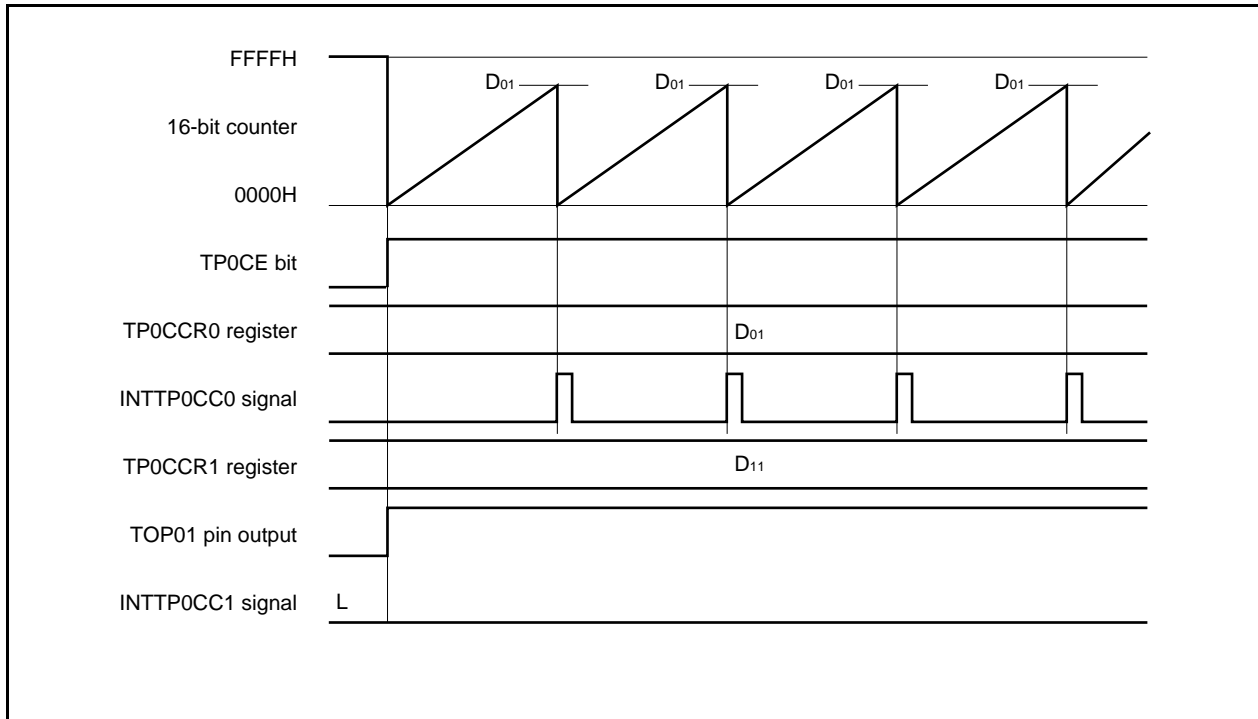 FFFFH
D01 D01 D01 D01
16-bit counter
0000H
TP0CE bit
TP0CCR0 register
D01
INTTP0CC0 signal
TP0CCR1 register
D11
TOP01 pin output
INTTP0CC1 signal
L